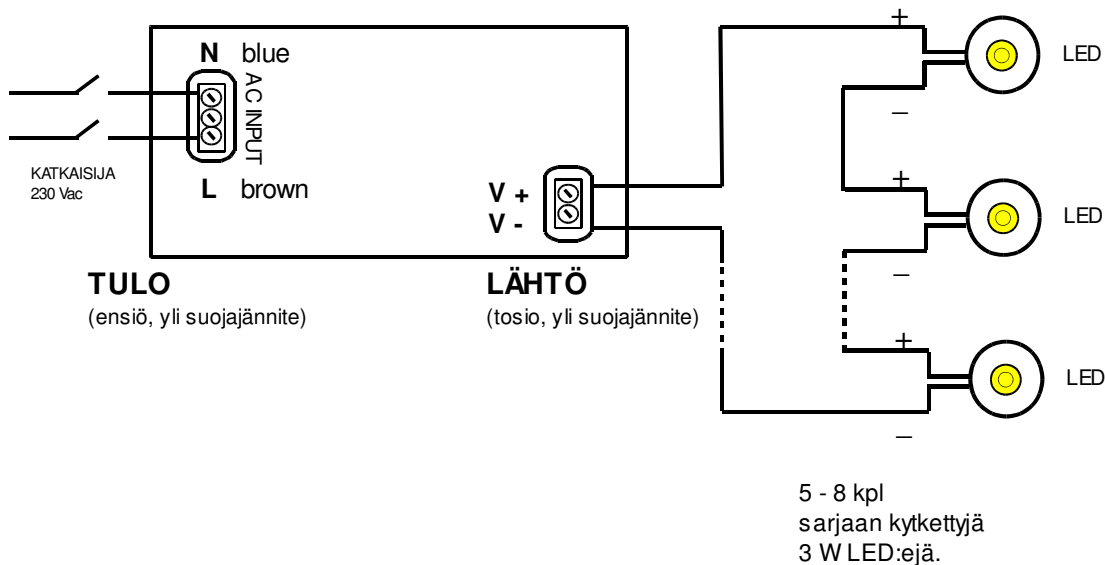 N blue
AC INPUT
L brown
KATKAISIJA
230 Vac
V +
V -
TULO
(ensiö, yli suojajännite)
LÄHTÖ
(tosio, yli suojajännite)
+
LED
–
+
LED
–
+
LED
–
5 - 8 kpl
sarjaan kytkettyjä
3 W LED:ejä.